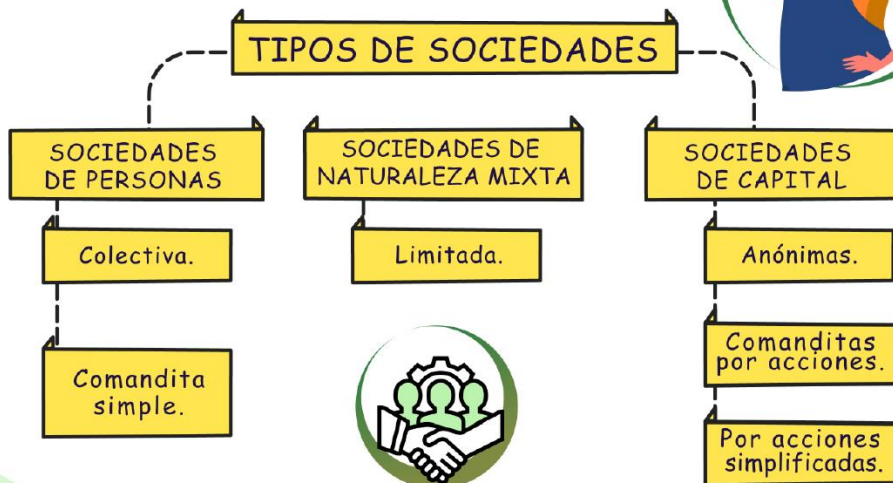 TIPOS DE SOCIEDADES
SOCIEDADES
DE PERSONAS
Colectiva.
Comandita
simple.
SOCIEDADES DE
NATURALEZA MIXTA
Limitada.
SOCIEDADES
DE CAPITAL
Anónimas.
Comanditas
por acciones.
Por acciones
simplificadas.